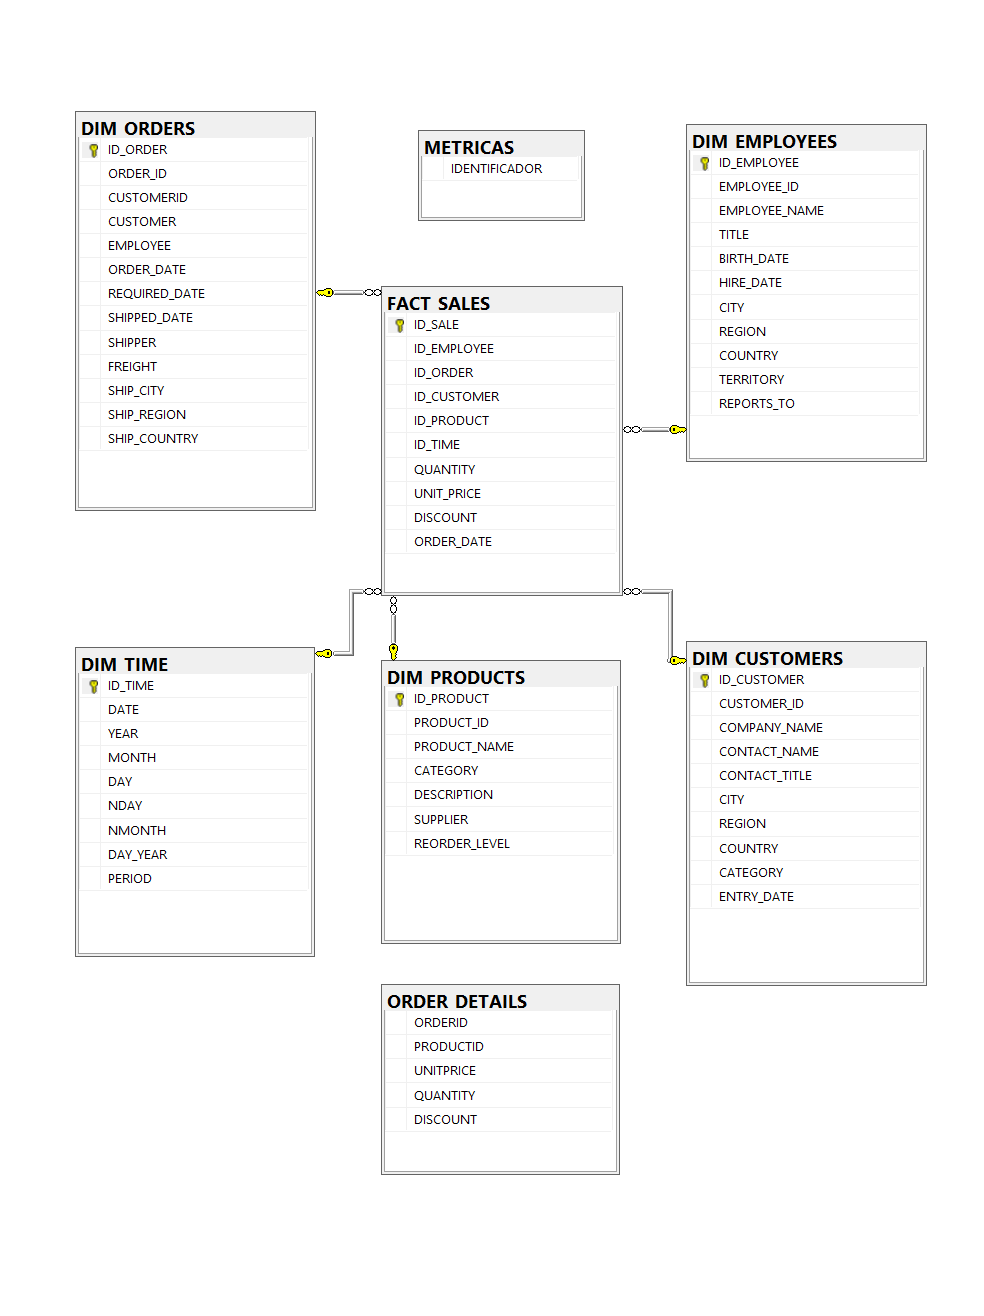 DIM ORDERS
ID_ORDER
ORDER_ID
CUSTOMERID
CUSTOMER
EMPLOYEE
ORDER_DATE
REQUIRED_DATE
SHIPPED_DATE
SHIPPER
FREIGHT
SHIP_CITY
SHIP_REGION
SHIP_COUNTRY
METRICAS
IDENTIFICADOR
DIM EMPLOYEES
ID_EMPLOYEE
EMPLOYEE_ID
EMPLOYEE_NAME
TITLE
BIRTH_DATE
HIRE_DATE
CITY
REGION
COUNTRY
TERRITORY
REPORTS_TO
FACT SALES
ID_SALE
ID_EMPLOYEE
ID_ORDER
ID_CUSTOMER
ID_PRODUCT
ID_TIME
QUANTITY
UNIT_PRICE
DISCOUNT
ORDER_DATE
DIM TIME
ID_TIME
DATE
YEAR
MONTH
DAY
NDAY
NMONTH
DAY_YEAR
PERIOD
DIM PRODUCTS
ID_PRODUCT
PRODUCT_ID
PRODUCT_NAME
CATEGORY
DESCRIPTION
SUPPLIER
REORDER_LEVEL
DIM CUSTOMERS
ID_CUSTOMER
CUSTOMER_ID
COMPANY_NAME
CONTACT_NAME
CONTACT_TITLE
CITY
REGION
COUNTRY
CATEGORY
ENTRY_DATE
ORDER DETAILS
ORDERID
PRODUCTID
UNITPRICE
QUANTITY
DISCOUNT